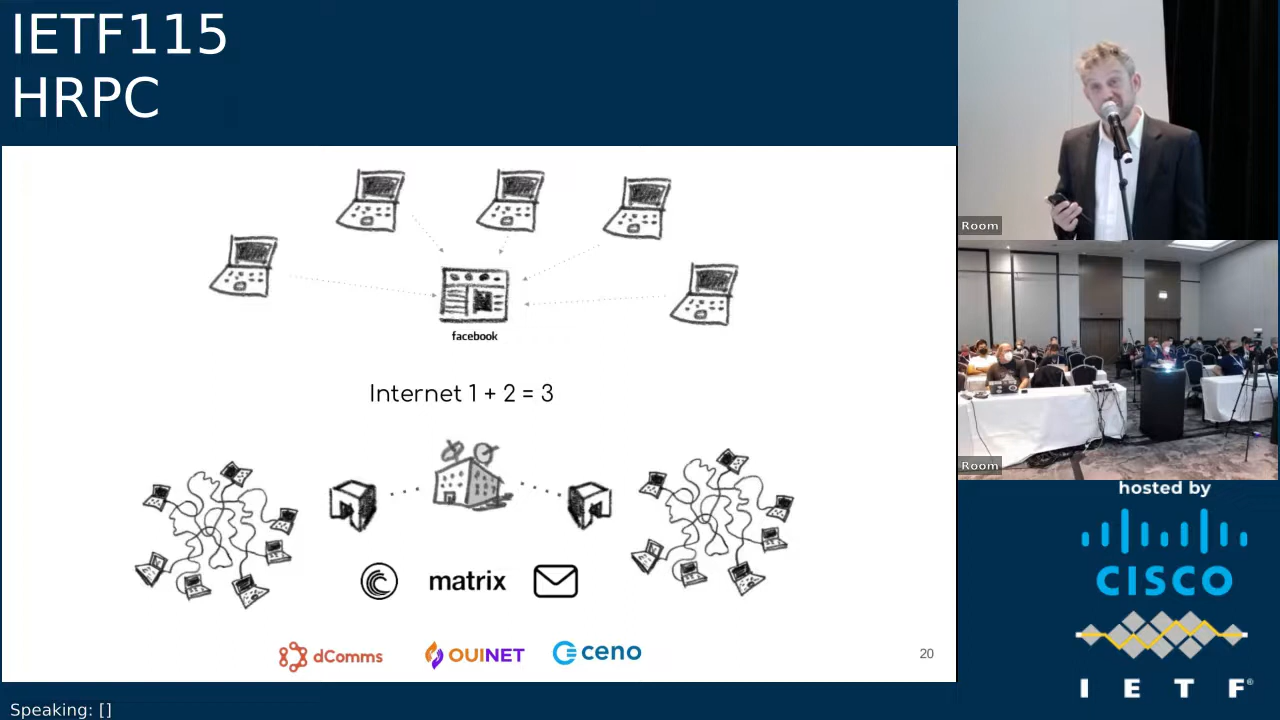 IETF115
HRPC
facebook
Internet 1 + 2 = 3
matrix
dComms
OUINET
ceno
20
Speaking: []
Room
Room
hosted by
CISCO
I E T F®